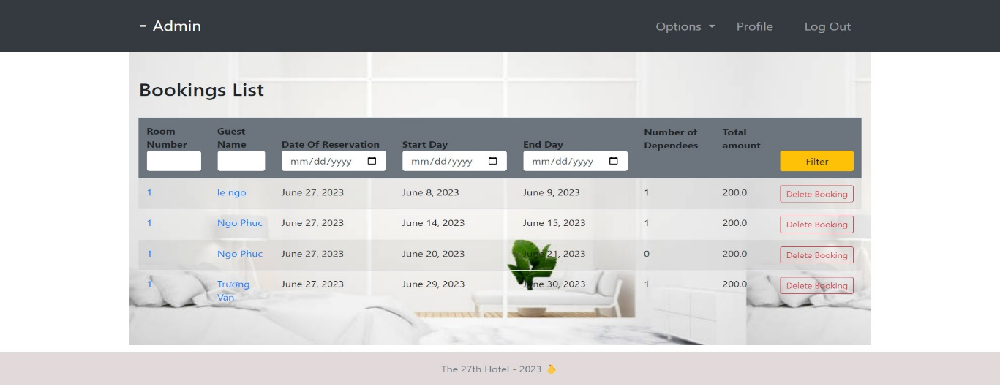 - Admin Options Profile Log Out
Bookings List
Room Number Guest Name Date Of Reservation Start Day End Day Number of Dependees Total amount
mm/dd/yyyy mm/dd/yyyy mm/dd/yyyy Filter
1 le ngo June 27, 2023 June 8, 2023 June 9, 2023 1 200.0 Delete Booking
1 Ngo Phuc June 27, 2023 June 14, 2023 June 15, 2023 1 200.0 Delete Booking
1 Ngo Phuc June 27, 2023 June 20, 2023 June 21, 2023 0 200.0 Delete Booking
1 Trương Văn June 27, 2023 June 29, 2023 June 30, 2023 1 200.0 Delete Booking
The 27th Hotel - 2023